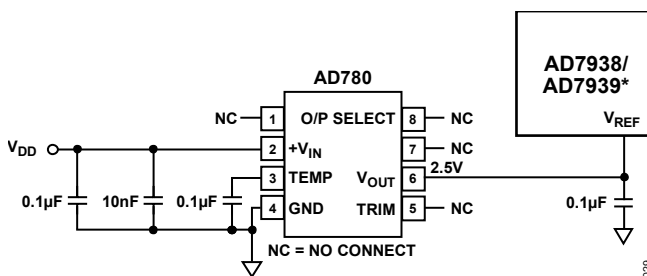 AD780
AD7938/
AD7939*
VREF
NC
1
O/P SELECT
8
NC
VDD
2
+VIN
7
NC
3
TEMP
VOUT
6
2.5V
4
GND
TRIM
5
NC
0.1µF
10nF
0.1µF
0.1µF
NC = NO CONNECT